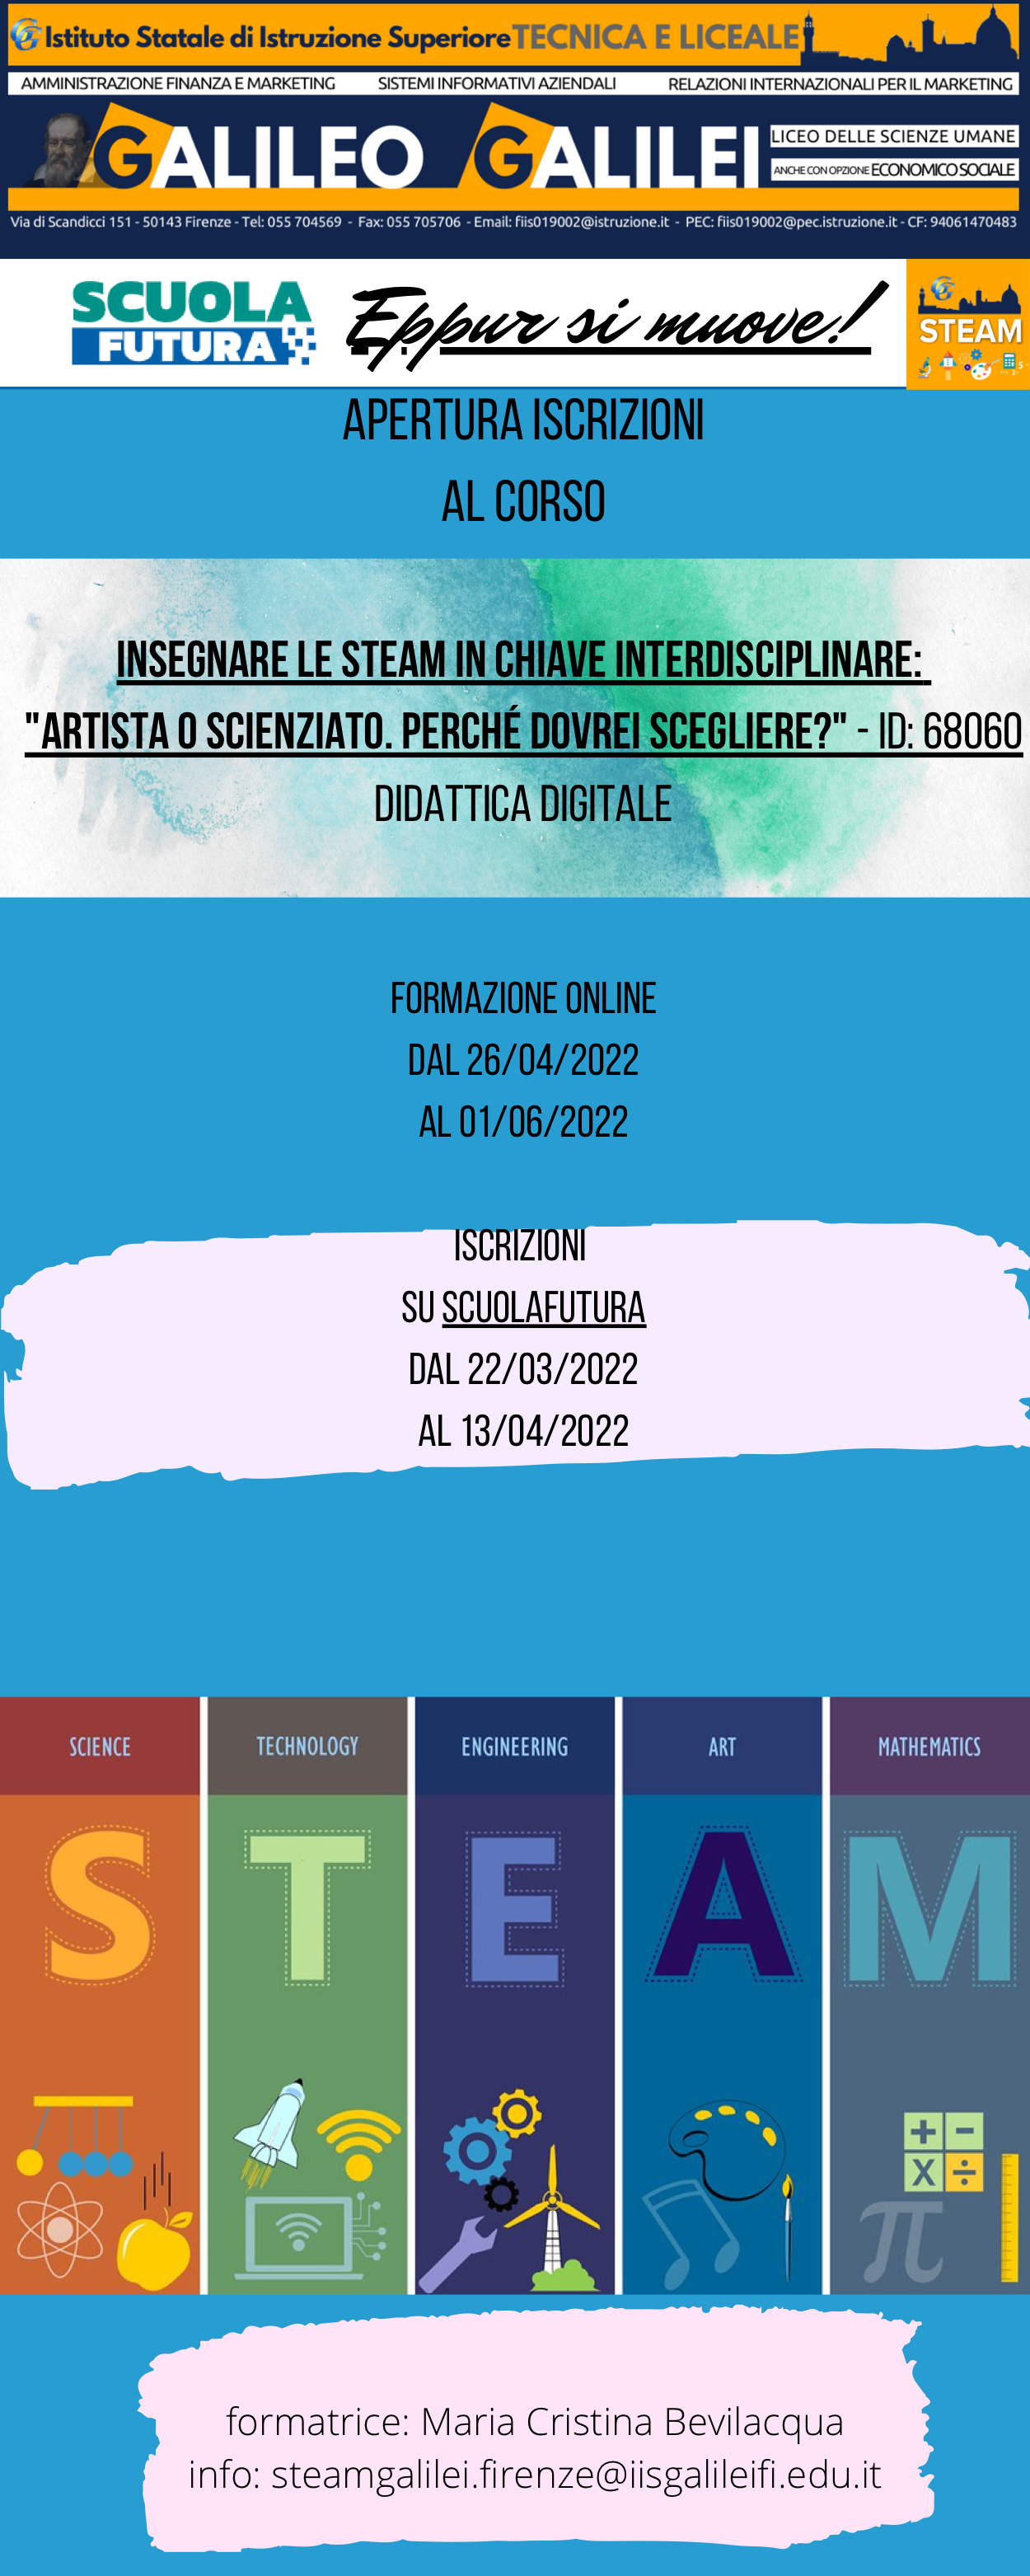 Istituto Statale di Istruzione Superiore TECNICA E LICEALE
AMMINISTRAZIONE FINANZA E MARKETING SISTEMI INFORMATIVI AZIENDALI RELAZIONI INTERNAZIONALI PER IL MARKETING
GALILEO GALILEI
LICEO DELLE SCIENZE UMANE
ANCHE CON OPZIONE ECONOMICO SOCIALE
Via di Scandicci 151 - 50143 Firenze - Tel: 055 704569 - Fax: 055 705706 - Email: fiis019002@istruzione.it - PEC: fiis019002@pec.istruzione.it - CF: 94061470483
SCUOLA
FUTURA
Eppur si muove!
STEAM
APERTURA ISCRIZIONI
AL CORSO
INSEGNARE LE STEAM IN CHIAVE INTERDISCIPLINARE:
"ARTISTA O SCIENZIATO. PERCHÉ DOVREI SCEGLIERE?" - ID: 68060
DIDATTICA DIGITALE
FORMAZIONE ONLINE
DAL 26/04/2022
AL 01/06/2022
ISCRIZIONI
SU SCUOLAFUTURA
DAL 22/03/2022
AL 13/04/2022
SCIENCE TECHNOLOGY ENGINEERING ART MATHEMATICS
S T E A M
+ -
X ÷
π
formatrice: Maria Cristina Bevilacqua
info: steamgalilei.firenze@iisgalileifi.edu.it